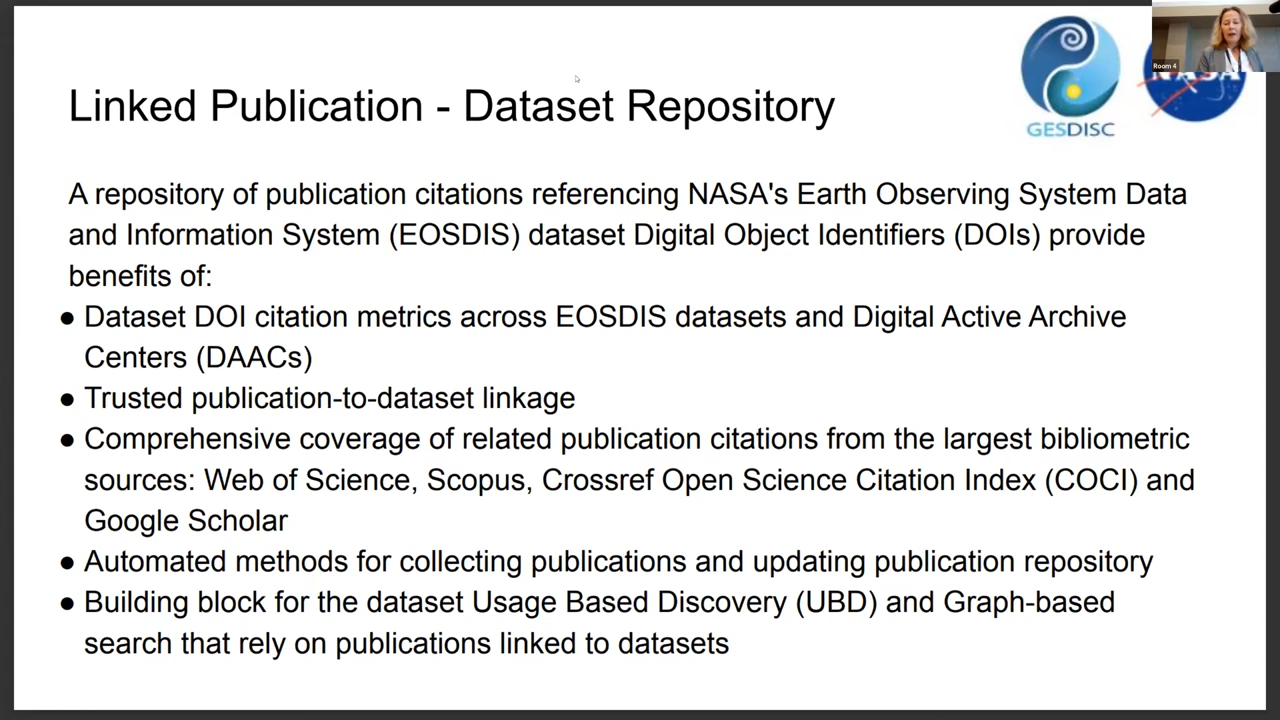 Room 4
NASA
GESDISC
Linked Publication - Dataset Repository
A repository of publication citations referencing NASA's Earth Observing System Data
and Information System (EOSDIS) dataset Digital Object Identifiers (DOIs) provide
benefits of:
● Dataset DOI citation metrics across EOSDIS datasets and Digital Active Archive
Centers (DAACs)
● Trusted publication-to-dataset linkage
● Comprehensive coverage of related publication citations from the largest bibliometric
sources: Web of Science, Scopus, Crossref Open Science Citation Index (COCI) and
Google Scholar
● Automated methods for collecting publications and updating publication repository
● Building block for the dataset Usage Based Discovery (UBD) and Graph-based
search that rely on publications linked to datasets